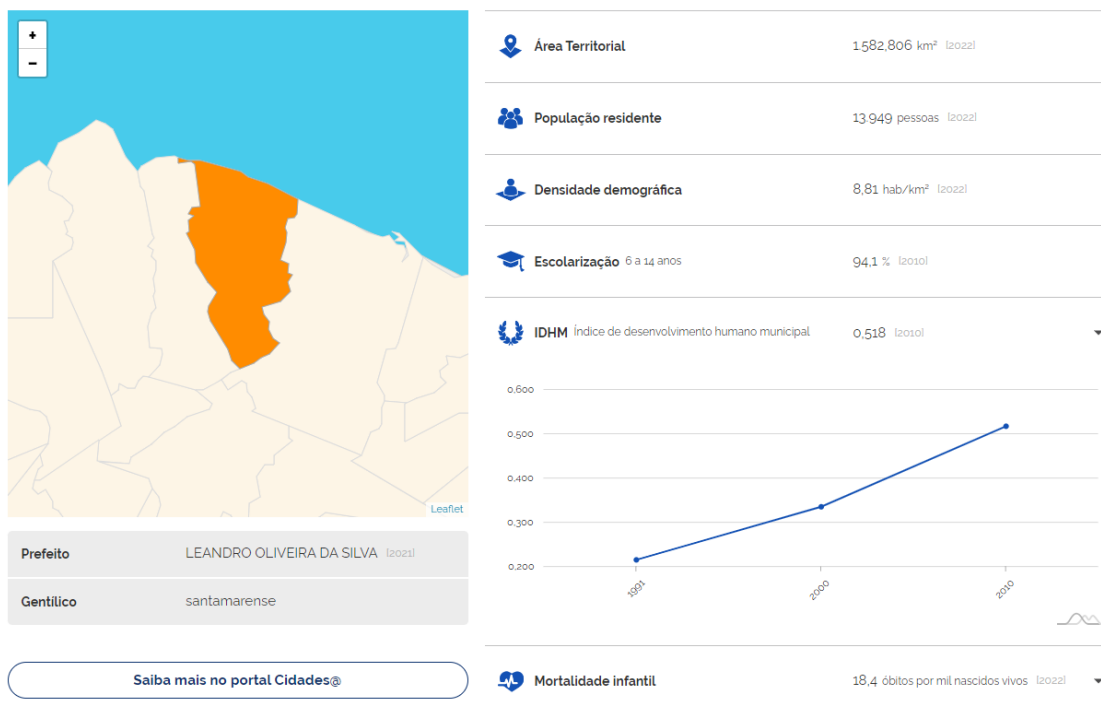 +
−
Leaflet
Prefeito LEANDRO OLIVEIRA DA SILVA [2021]
Gentílico santamarense
Saiba mais no portal Cidades@
Área Territorial 1.582,806 km² [2022]
População residente 13.949 pessoas [2022]
Densidade demográfica 8,81 hab/km² [2022]
Escolarização 6 a 14 anos 94,1 % [2010]
IDHM Índice de desenvolvimento humano municipal 0,518 [2010]
0,600
0,500
0,400
0,300
0,200
1991 2000 2010
Mortalidade infantil 18,4 óbitos por mil nascidos vivos [2022]